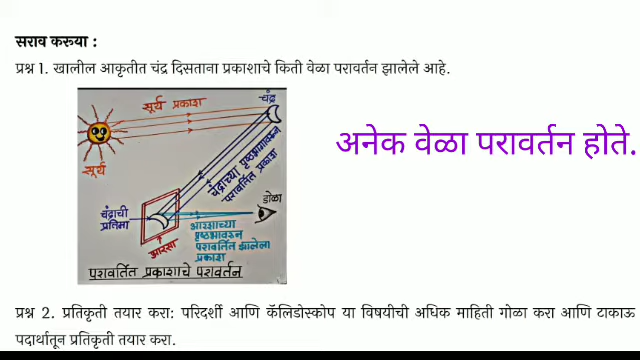 सराव करूया :
प्रश्न 1. खालील आकृतीत चंद्र दिसताना प्रकाशाचे किती वेळा परावर्तन झालेले आहे.
सूर्य प्रकाश
चंद्र
सूर्य
चंद्राच्या पृष्ठभागावरून
परावर्तित प्रकाश
अनेक वेळा परावर्तन होते.
चंद्राची
प्रतिमा
डोळा
आरसाच्या
पृष्ठभावरून
परावर्तित झालेला
प्रकाश
आरसा
परावर्तित प्रकाशाचे परावर्तन
प्रश्न 2. प्रतिकृती तयार करा: परिदर्शी आणि कॅलिडोस्कोप या विषयीची अधिक माहिती गोळा करा आणि टाकाऊ
पदार्थातून प्रतिकृती तयार करा.